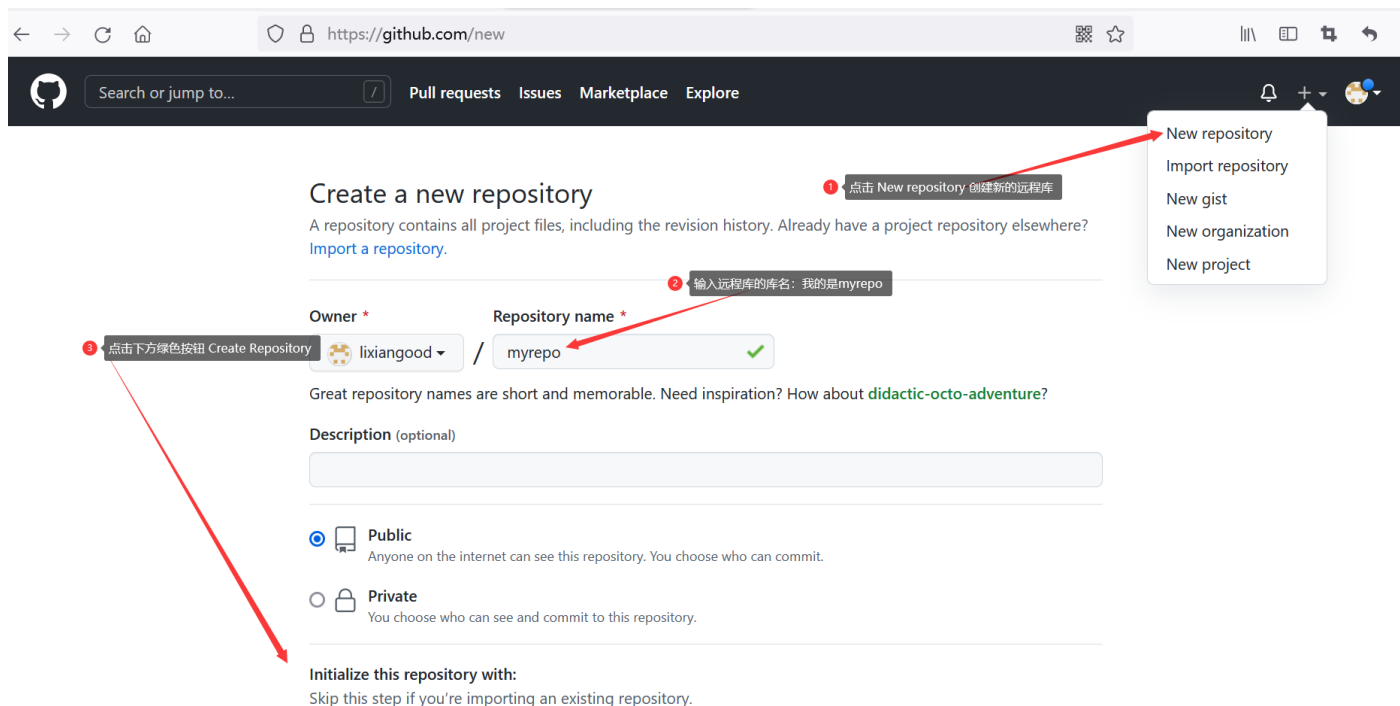 https://github.com/new
Search or jump to...
/
Pull requests
Issues
Marketplace
Explore
New repository
Import repository
New gist
New organization
New project
1 点击 New repository 创建新的远程库
Create a new repository
A repository contains all project files, including the revision history. Already have a project repository elsewhere?
Import a repository.
2 输入远程库的库名：我的是myrepo
Owner *
Repository name *
3 点击下方绿色按钮 Create Repository
lixiangood
/
myrepo
Great repository names are short and memorable. Need inspiration? How about didactic-octo-adventure?
Description (optional)
Public
Anyone on the internet can see this repository. You choose who can commit.
Private
You choose who can see and commit to this repository.
Initialize this repository with:
Skip this step if you're importing an existing repository.